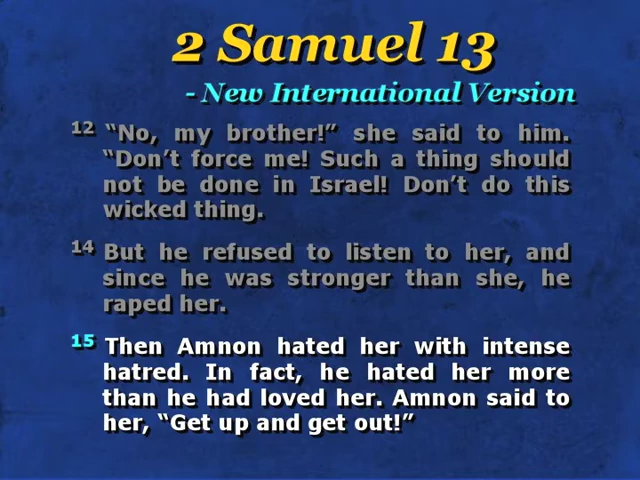 2 Samuel 13
- New International Version
12 “No, my brother!” she said to him.
“Don’t force me! Such a thing should
not be done in Israel! Don’t do this
wicked thing.
14 But he refused to listen to her, and
since he was stronger than she, he
raped her.
15 Then Amnon hated her with intense
hatred. In fact, he hated her more
than he had loved her. Amnon said to
her, “Get up and get out!”